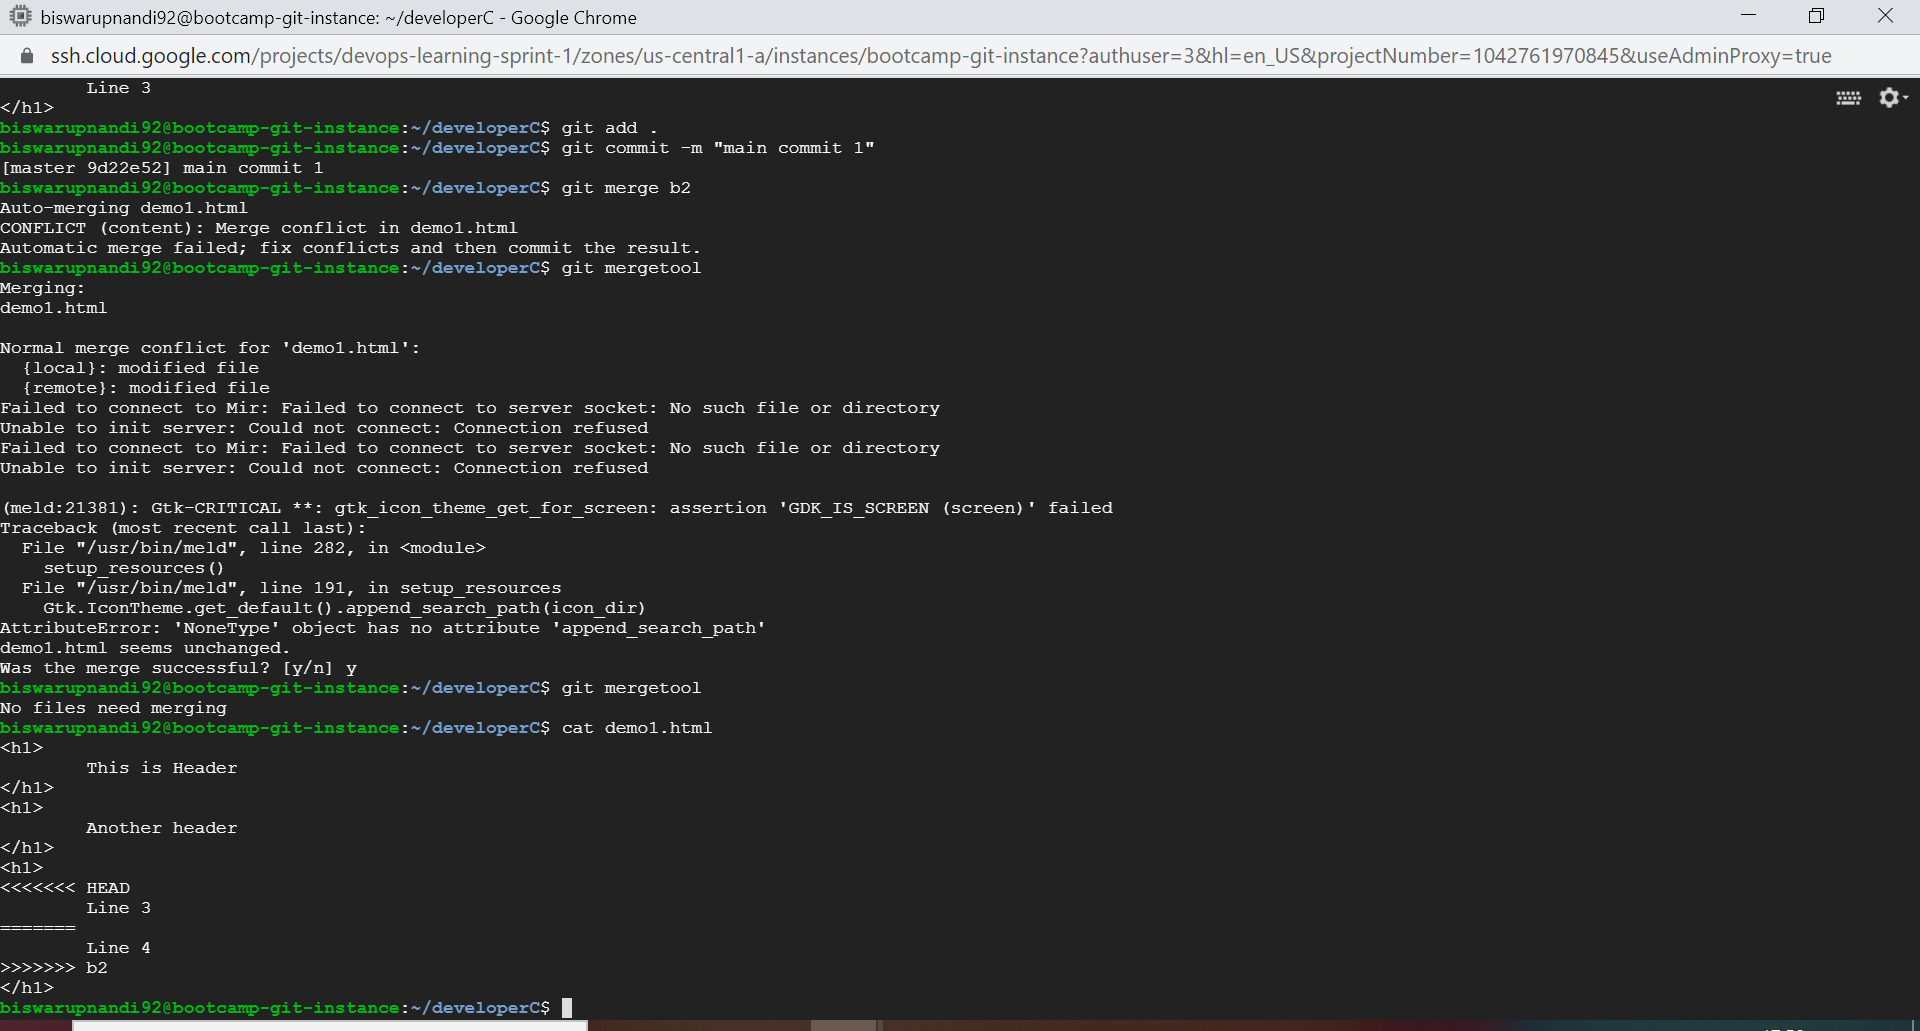 biswarupnandi92@bootcamp-git-instance: ~/developerC - Google Chrome
ssh.cloud.google.com/projects/devops-learning-sprint-1/zones/us-central1-a/instances/bootcamp-git-instance?authuser=3&hl=en_US&projectNumber=1042761970845&useAdminProxy=true
        Line 3
</h1>
biswarupnandi92@bootcamp-git-instance:~/developerC$ git add .
biswarupnandi92@bootcamp-git-instance:~/developerC$ git commit -m "main commit 1"
[master 9d22e52] main commit 1
biswarupnandi92@bootcamp-git-instance:~/developerC$ git merge b2
Auto-merging demo1.html
CONFLICT (content): Merge conflict in demo1.html
Automatic merge failed; fix conflicts and then commit the result.
biswarupnandi92@bootcamp-git-instance:~/developerC$ git mergetool
Merging:
demo1.html

Normal merge conflict for 'demo1.html':
  {local}: modified file
  {remote}: modified file
Failed to connect to Mir: Failed to connect to server socket: No such file or directory
Unable to init server: Could not connect: Connection refused
Failed to connect to Mir: Failed to connect to server socket: No such file or directory
Unable to init server: Could not connect: Connection refused

(meld:21381): Gtk-CRITICAL **: gtk_icon_theme_get_for_screen: assertion 'GDK_IS_SCREEN (screen)' failed
Traceback (most recent call last):
  File "/usr/bin/meld", line 282, in <module>
    setup_resources()
  File "/usr/bin/meld", line 191, in setup_resources
    Gtk.IconTheme.get_default().append_search_path(icon_dir)
AttributeError: 'NoneType' object has no attribute 'append_search_path'
demo1.html seems unchanged.
Was the merge successful? [y/n] y
biswarupnandi92@bootcamp-git-instance:~/developerC$ git mergetool
No files need merging
biswarupnandi92@bootcamp-git-instance:~/developerC$ cat demo1.html
<h1>
        This is Header
</h1>
<h1>
        Another header
</h1>
<h1>
<<<<<<< HEAD
        Line 3
=======
        Line 4
>>>>>>> b2
</h1>
biswarupnandi92@bootcamp-git-instance:~/developerC$